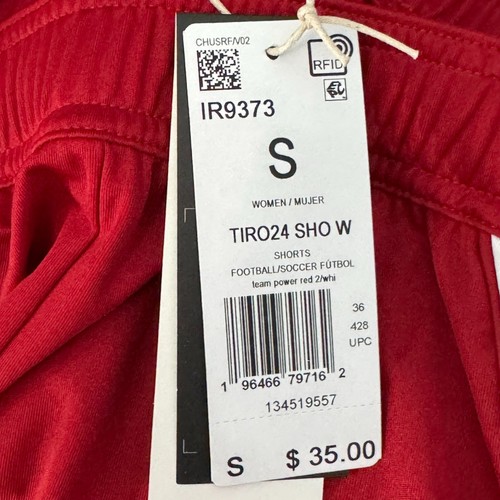 CHUSRF/V02
RFID
IR9373
S
WOMEN / MUJER
TIRO24 SHO W
SHORTS
FOOTBALL/SOCCER FÚTBOL
team power red 2/whi
36
428
UPC
1 96466 79716 2
134519557
S $ 35.00